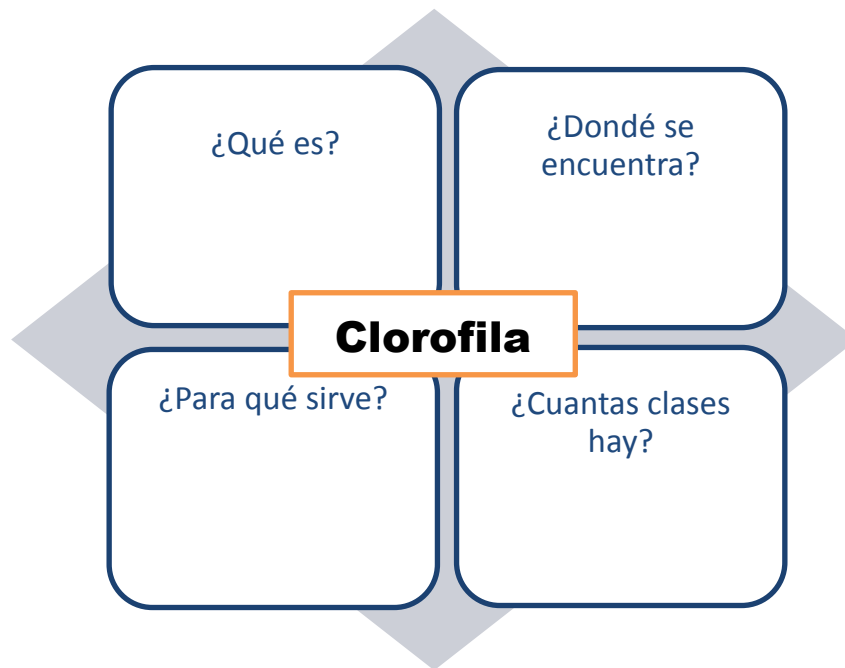 ¿Qué es?
¿Dondé se
encuentra?
Clorofila
¿Para qué sirve?
¿Cuantas clases
hay?